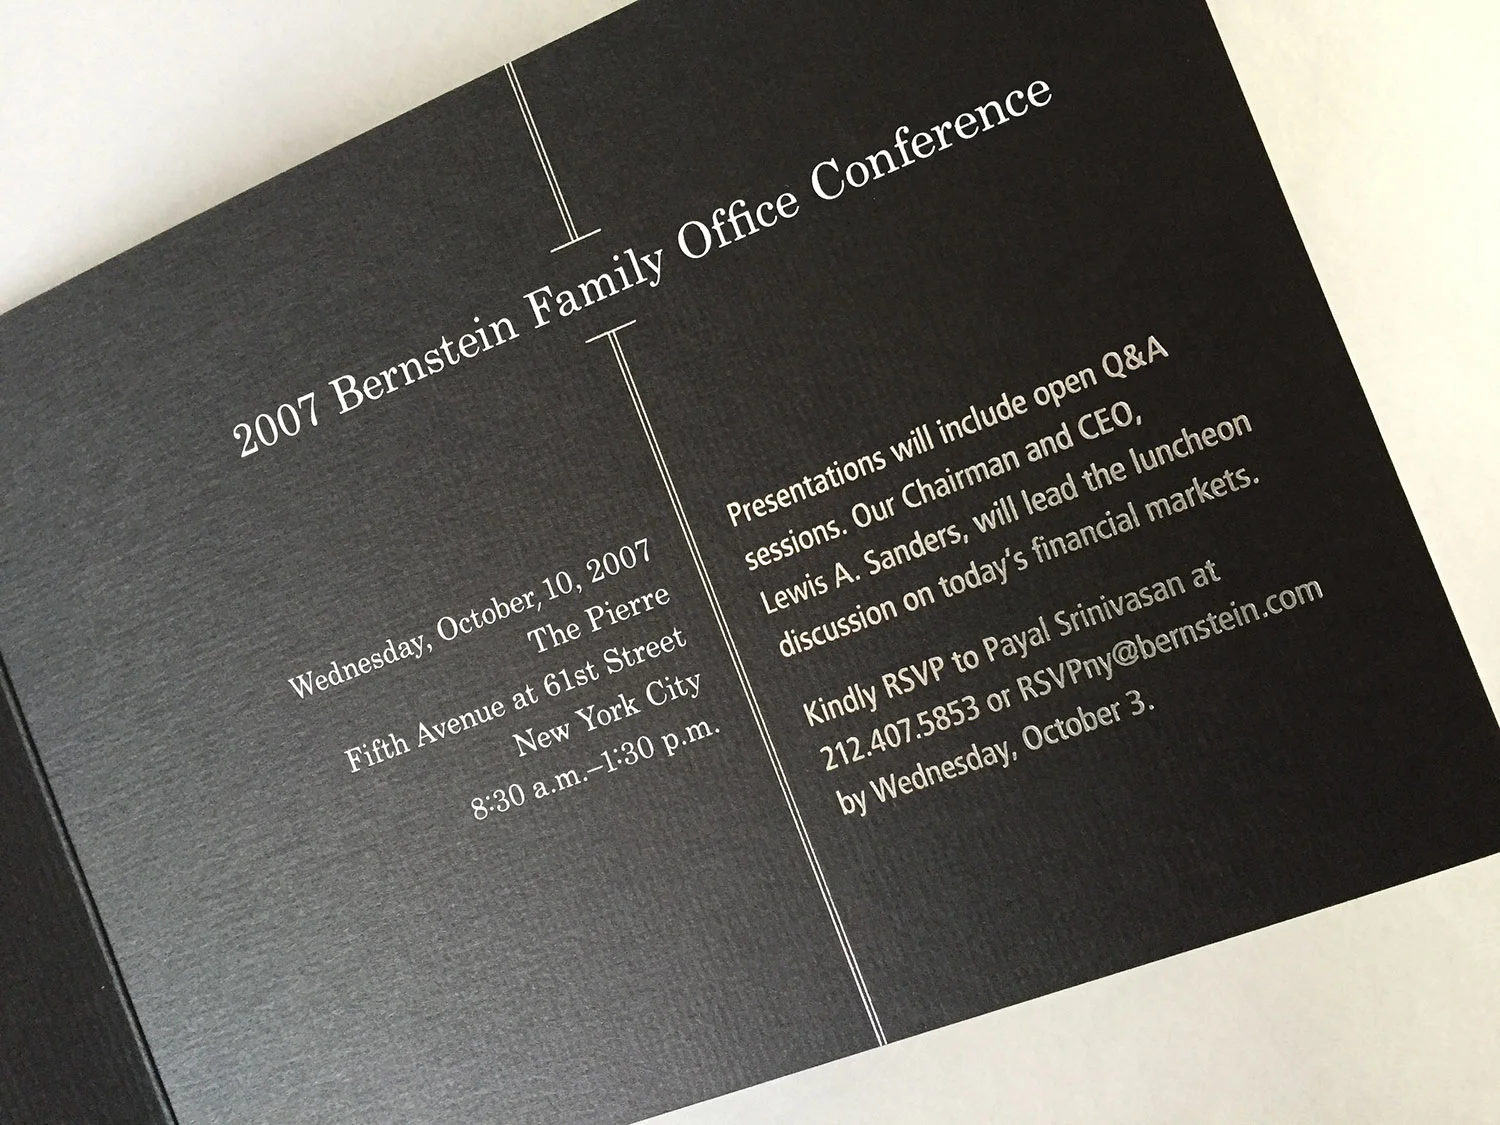 2007 Bernstein Family Office Conference
Wednesday, October, 10, 2007
The Pierre
Fifth Avenue at 61st Street
New York City
8:30 a.m.–1:30 p.m.
Presentations will include open Q&A
sessions. Our Chairman and CEO,
Lewis A. Sanders, will lead the luncheon
discussion on today's financial markets.
Kindly RSVP to Payal Srinivasan at
212.407.5853 or RSVPny@bernstein.com
by Wednesday, October 3.